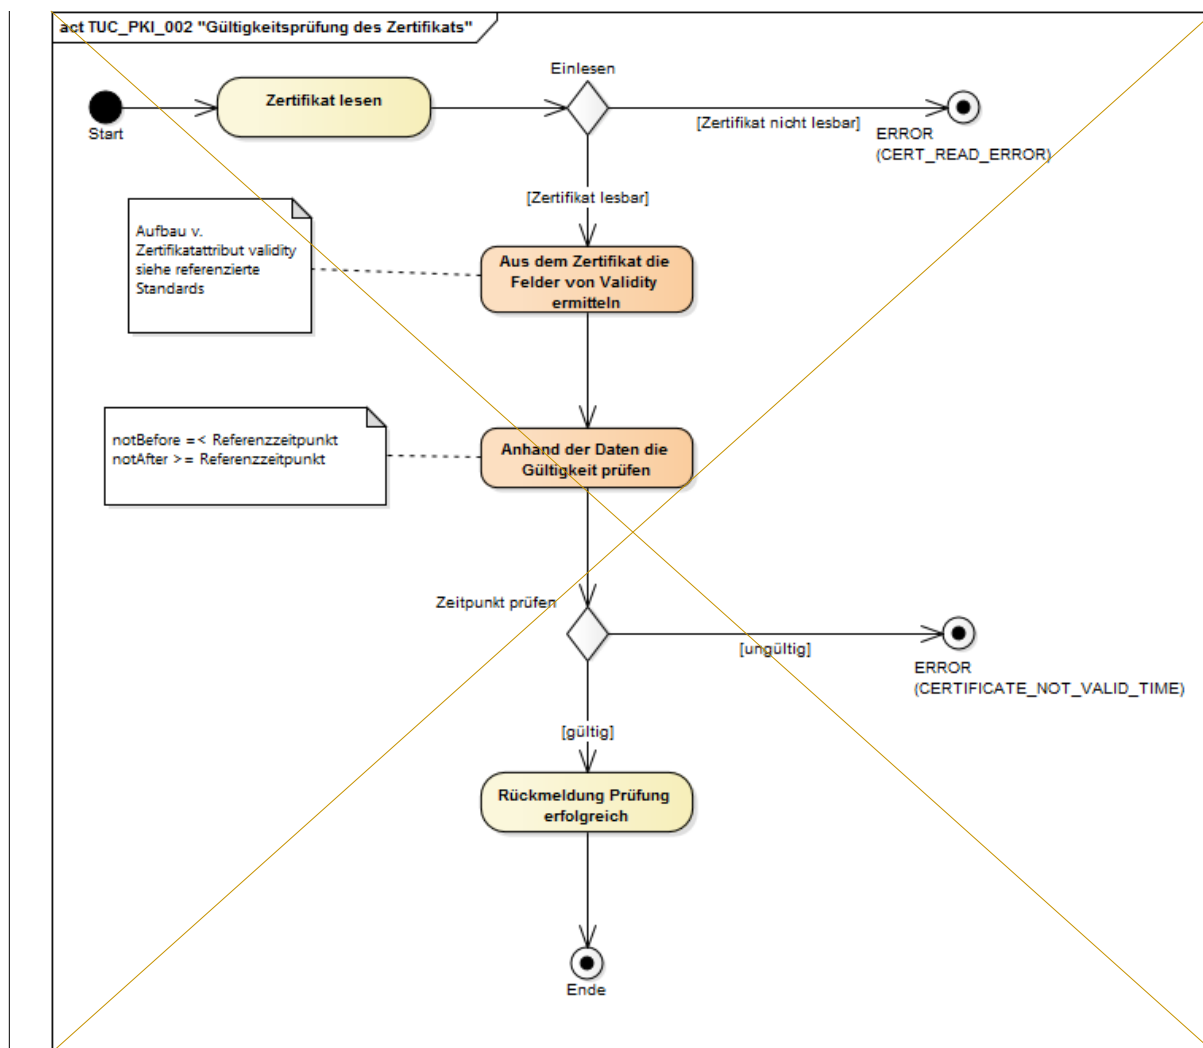 act TUC_PKI_002 "Gültigkeitsprüfung des Zertifikats"
Einlesen
Zertifikat lesen
Start
[Zertifikat nicht lesbar]
ERROR
(CERT_READ_ERROR)
[Zertifikat lesbar]
Aufbau v.
Zertifikatattribut validity
siehe referenzierte
Standards
Aus dem Zertifikat die
Felder von Validity
ermitteln
notBefore =< Referenzzeitpunkt
notAfter >= Referenzzeitpunkt
Anhand der Daten die
Gültigkeit prüfen
Zeitpunkt prüfen
[ungültig]
ERROR
(CERTIFICATE_NOT_VALID_TIME)
[gültig]
Rückmeldung Prüfung
erfolgreich
Ende